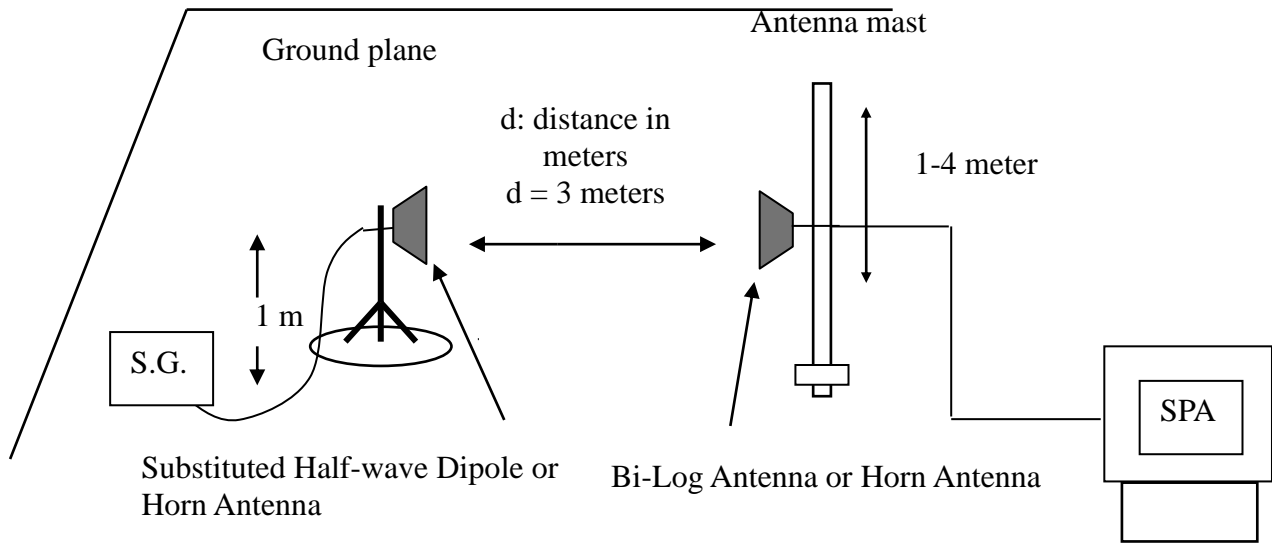 Antenna mast
Ground plane
d: distance in
meters
d = 3 meters
1-4 meter
1 m
S.G.
SPA
Substituted Half-wave Dipole or
Horn Antenna
Bi-Log Antenna or Horn Antenna